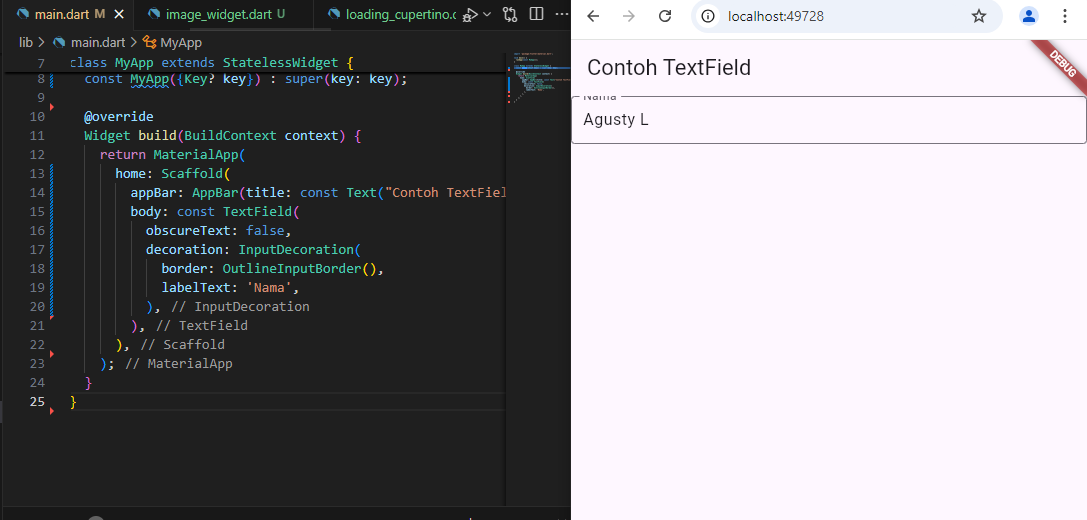 main.dart M
image_widget.dart U
loading_cupertino.c
lib > main.dart > MyApp
7 class MyApp extends StatelessWidget {
8 const MyApp({Key? key}) : super(key: key);
9
10 @override
11 Widget build(BuildContext context) {
12 return MaterialApp(
13 home: Scaffold(
14 appBar: AppBar(title: const Text("Contoh TextFiel
15 body: const TextField(
16 obscureText: false,
17 decoration: InputDecoration(
18 border: OutlineInputBorder(),
19 labelText: 'Nama',
20 ), // InputDecoration
21 ), // TextField
22 ), // Scaffold
23 ); // MaterialApp
24 }
25 }
localhost:49728
DEBUG
Contoh TextField
Nama
Agusty L